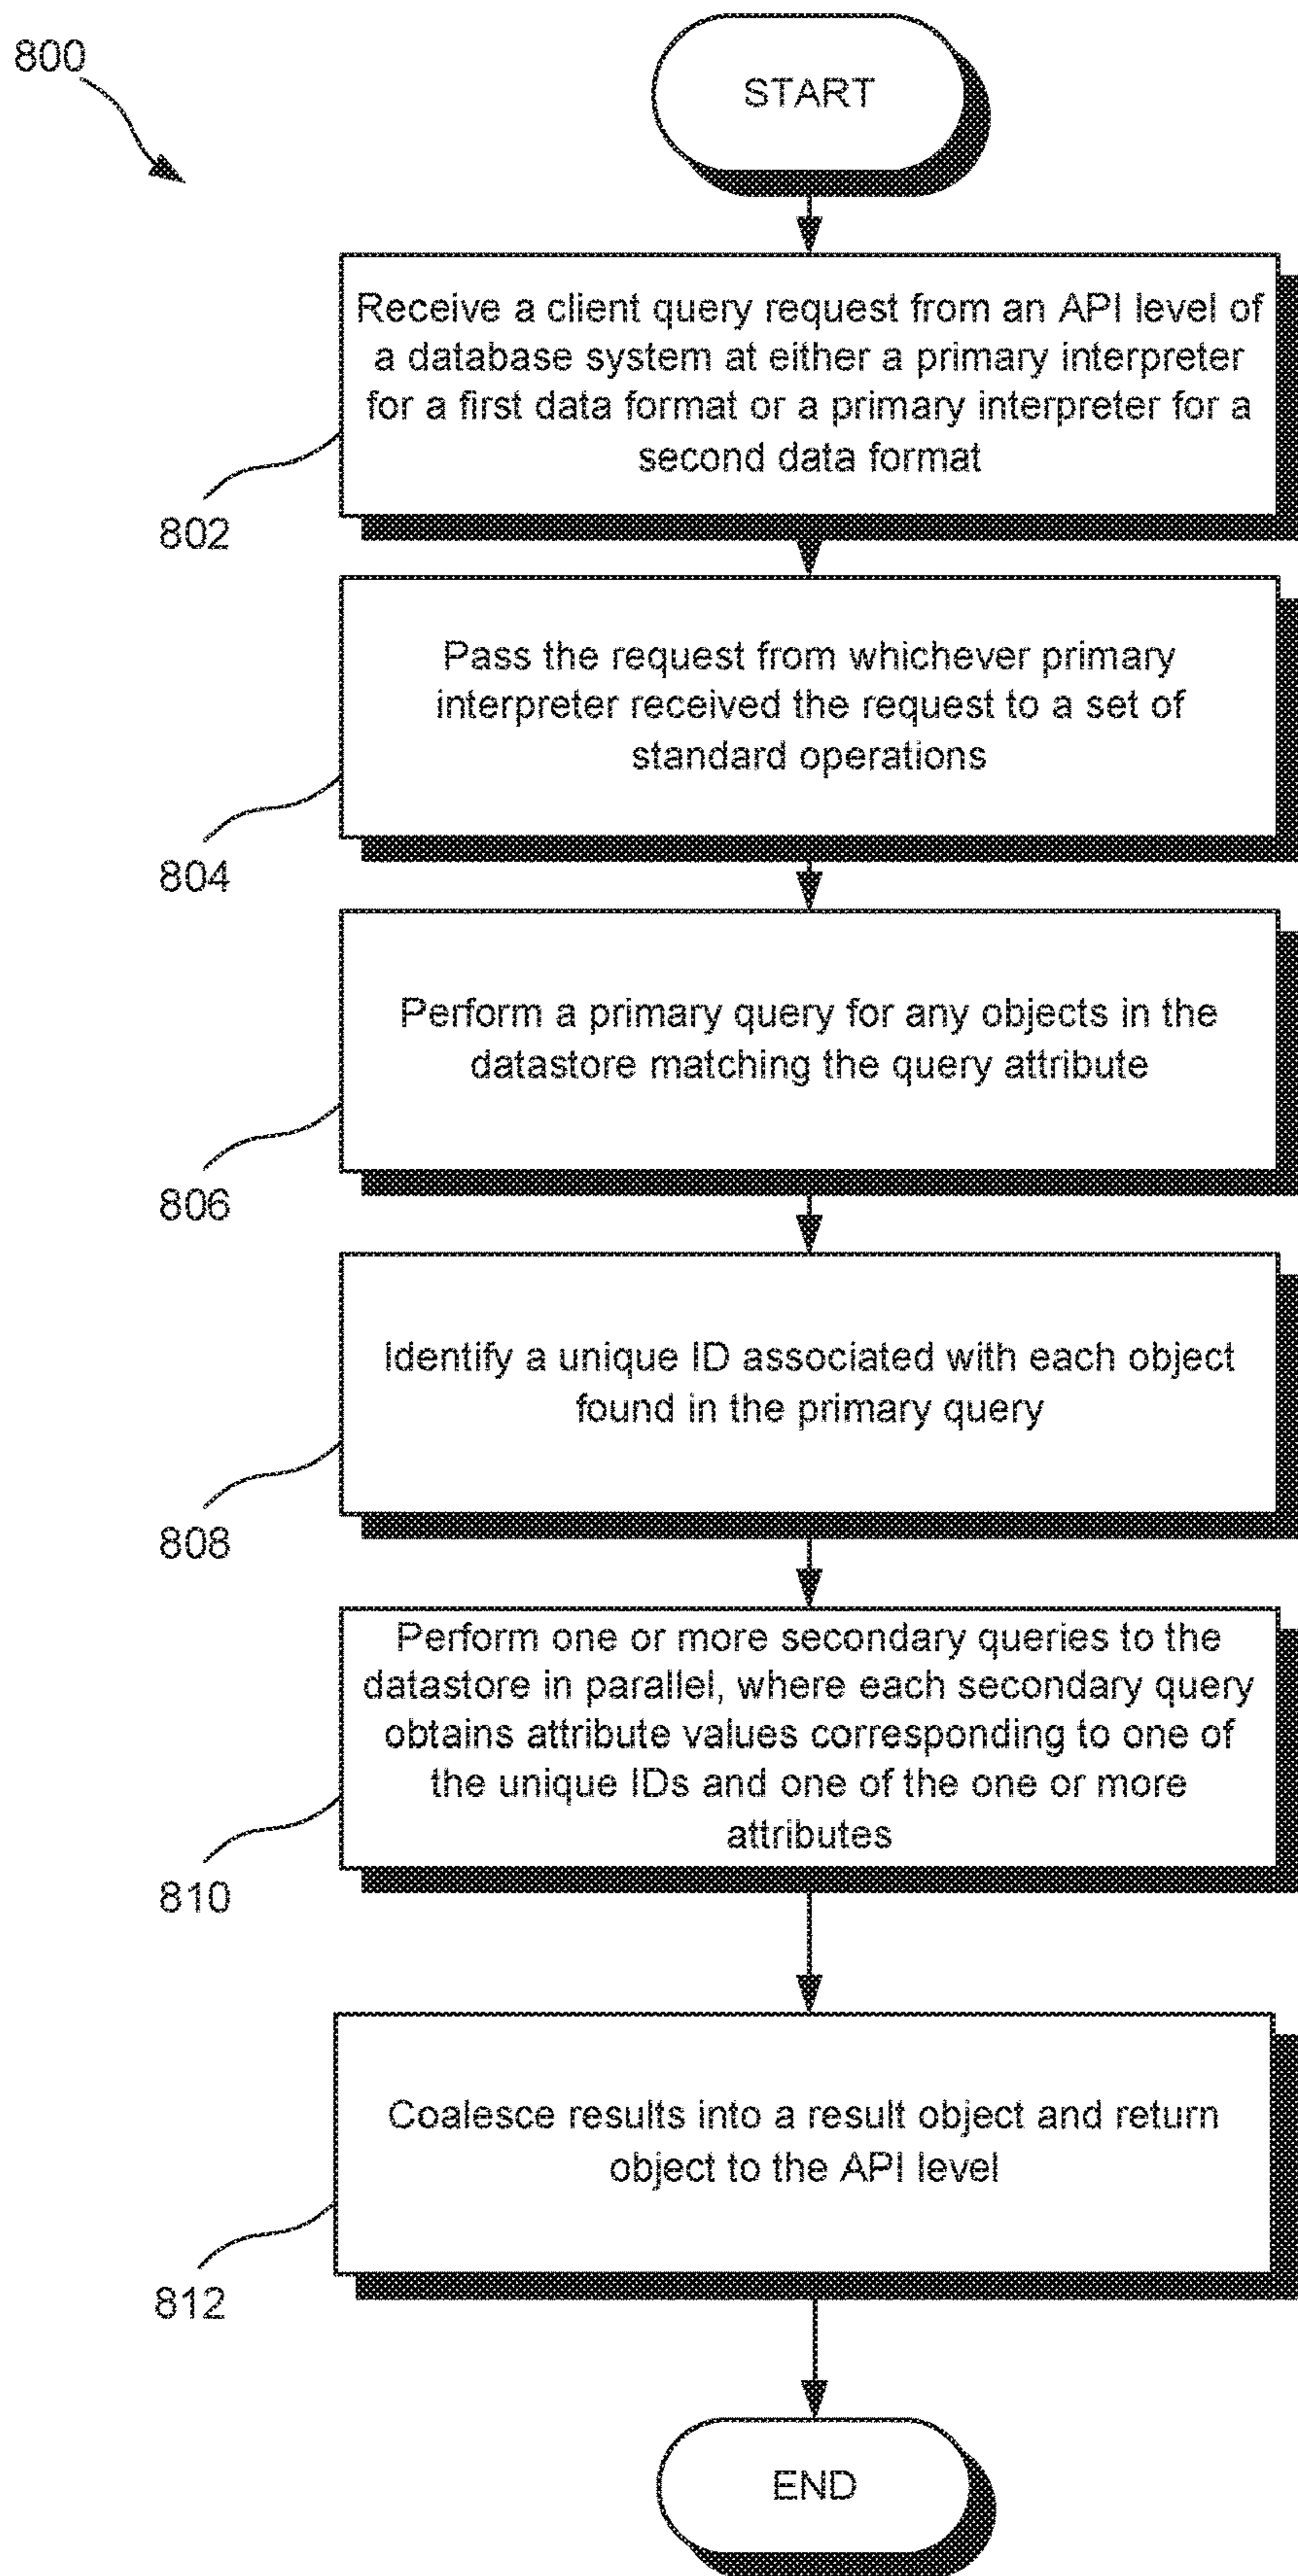 800
START
Receive a client query request from an API level of
a database system at either a primary interpreter
for a first data format or a primary interpreter for a
second data format
802
Pass the request from whichever primary
interpreter received the request to a set of
standard operations
804
Perform a primary query for any objects in the
datastore matching the query attribute
806
Identify a unique ID associated with each object
found in the primary query
808
Perform one or more secondary queries to the
datastore in parallel, where each secondary query
obtains attribute values corresponding to one of
the unique IDs and one of the one or more
attributes
810
Coalesce results into a result object and return
object to the API level
812
END